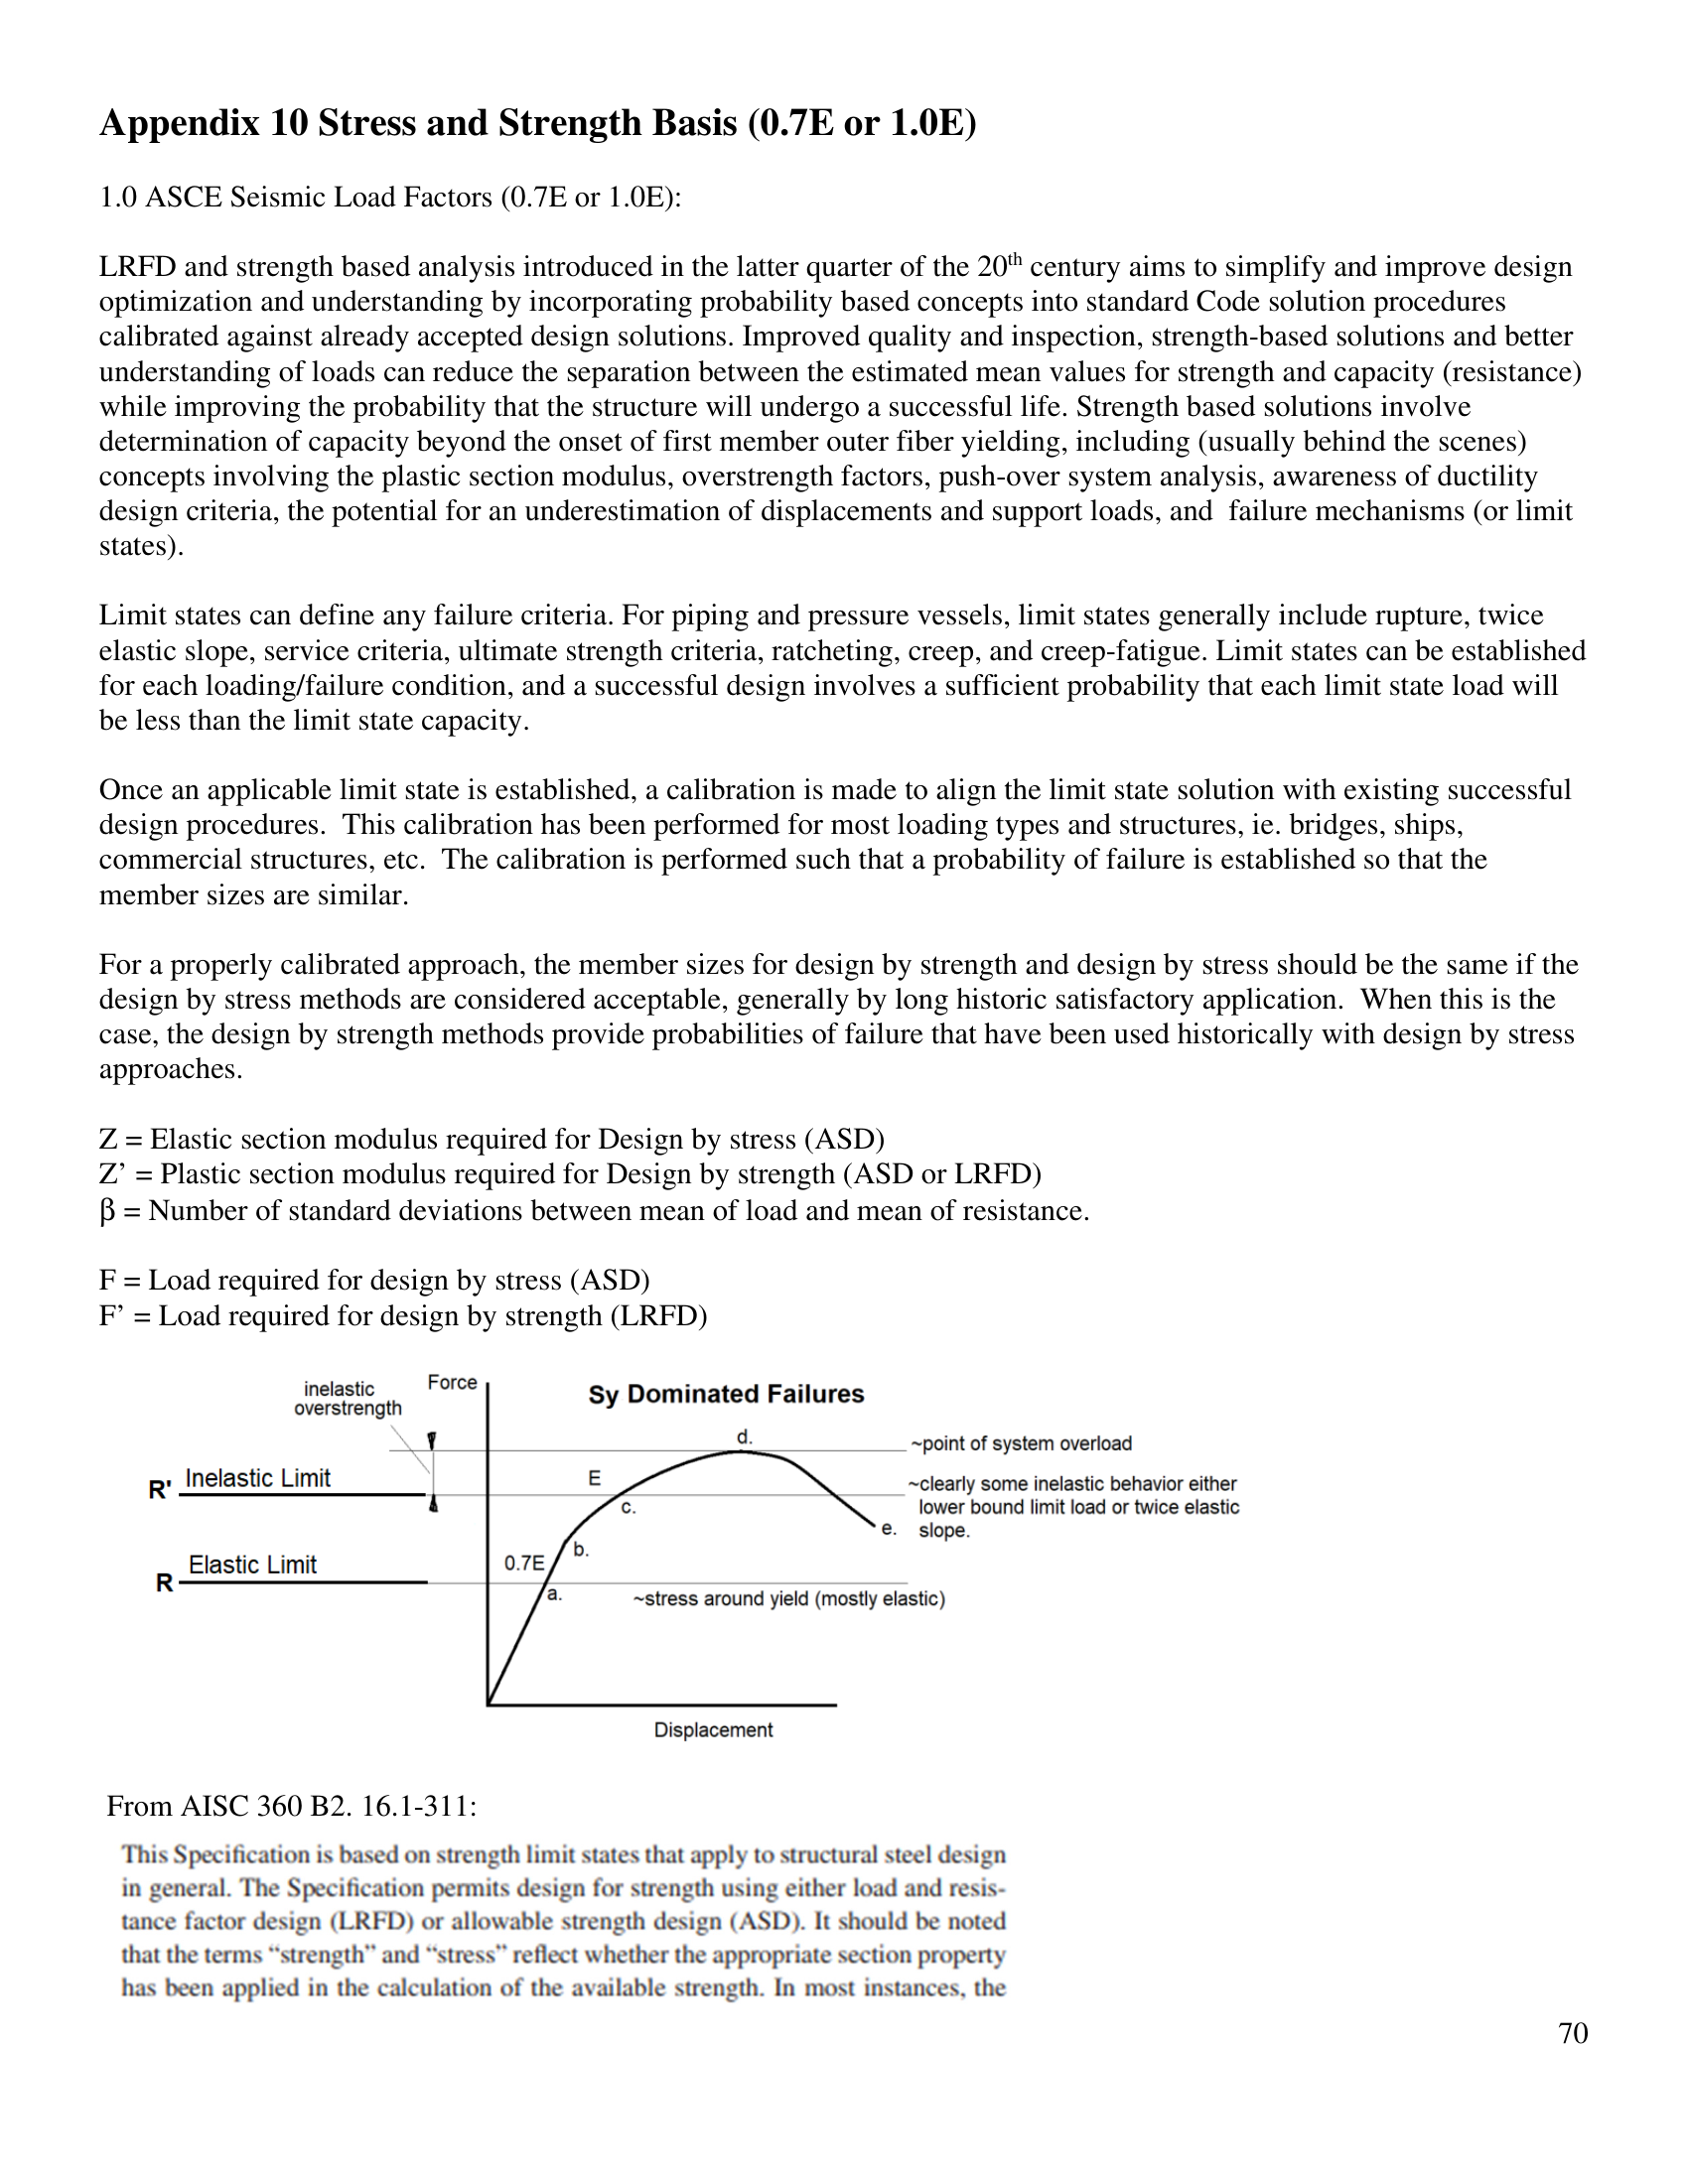 Appendix 10 Stress and Strength Basis (0.7E or 1.0E)
1.0 ASCE Seismic Load Factors (0.7E or 1.0E):
LRFD and strength based analysis introduced in the latter quarter of the 20th century aims to simplify and improve design
optimization and understanding by incorporating probability based concepts into standard Code solution procedures
calibrated against already accepted design solutions. Improved quality and inspection, strength-based solutions and better
understanding of loads can reduce the separation between the estimated mean values for strength and capacity (resistance)
while improving the probability that the structure will undergo a successful life. Strength based solutions involve
determination of capacity beyond the onset of first member outer fiber yielding, including (usually behind the scenes)
concepts involving the plastic section modulus, overstrength factors, push-over system analysis, awareness of ductility
design criteria, the potential for an underestimation of displacements and support loads, and  failure mechanisms (or limit
states).
Limit states can define any failure criteria. For piping and pressure vessels, limit states generally include rupture, twice
elastic slope, service criteria, ultimate strength criteria, ratcheting, creep, and creep-fatigue. Limit states can be established
for each loading/failure condition, and a successful design involves a sufficient probability that each limit state load will
be less than the limit state capacity.
Once an applicable limit state is established, a calibration is made to align the limit state solution with existing successful
design procedures.  This calibration has been performed for most loading types and structures, ie. bridges, ships,
commercial structures, etc.  The calibration is performed such that a probability of failure is established so that the
member sizes are similar.
For a properly calibrated approach, the member sizes for design by strength and design by stress should be the same if the
design by stress methods are considered acceptable, generally by long historic satisfactory application.  When this is the
case, the design by strength methods provide probabilities of failure that have been used historically with design by stress
approaches.
Z = Elastic section modulus required for Design by stress (ASD)
Z’ = Plastic section modulus required for Design by strength (ASD or LRFD)
β = Number of standard deviations between mean of load and mean of resistance.
F = Load required for design by stress (ASD)
F’ = Load required for design by strength (LRFD)
inelastic
overstrength
Force
Sy Dominated Failures
d.
~point of system overload
R' Inelastic Limit
E
c.
~clearly some inelastic behavior either
lower bound limit load or twice elastic
slope.
e.
b.
0.7E
R Elastic Limit
a.
~stress around yield (mostly elastic)
Displacement
From AISC 360 B2. 16.1-311:
This Specification is based on strength limit states that apply to structural steel design
in general. The Specification permits design for strength using either load and resis-
tance factor design (LRFD) or allowable strength design (ASD). It should be noted
that the terms “strength” and “stress” reflect whether the appropriate section property
has been applied in the calculation of the available strength. In most instances, the
70